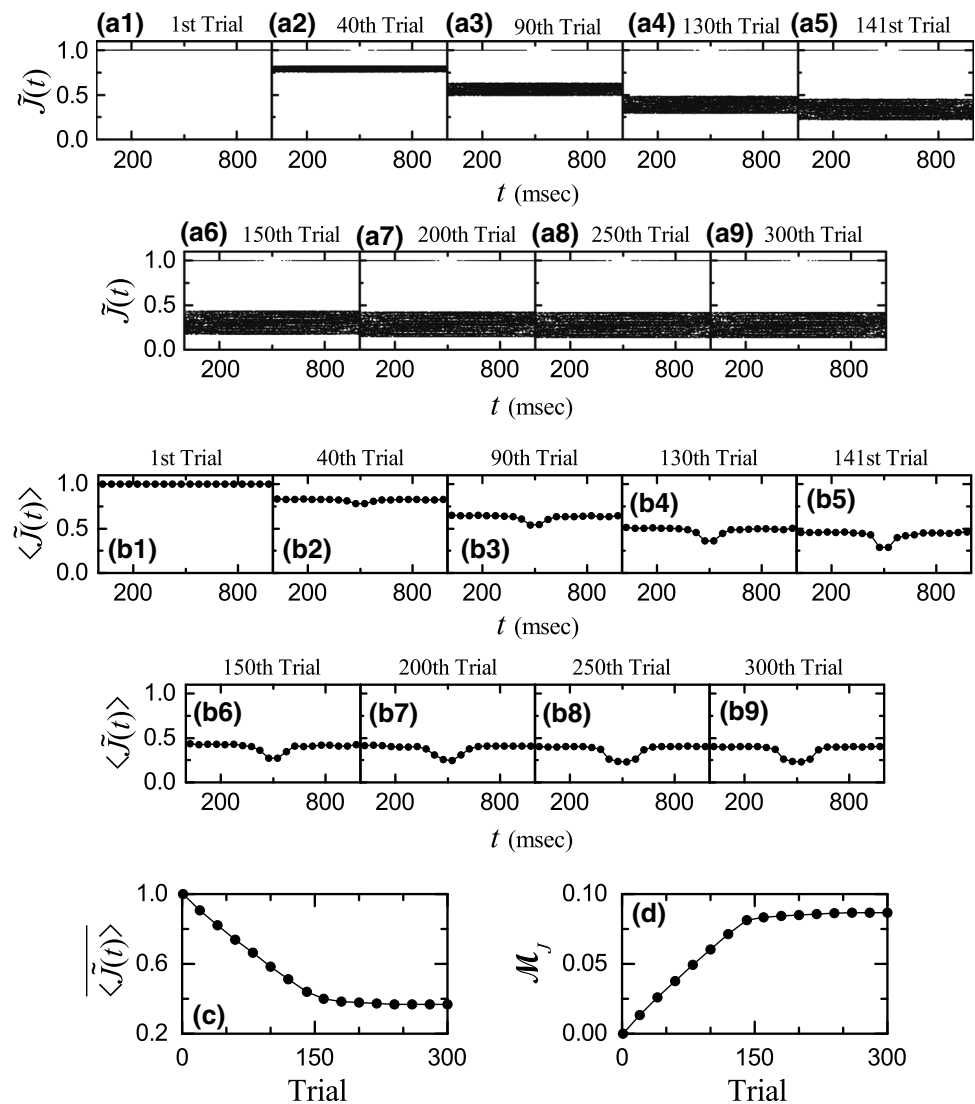 (a1) 1st Trial (a2) 40th Trial (a3) 90th Trial (a4) 130th Trial (a5) 141st Trial
1.0
0.5
0.0
J̃(t)
200 800 200 800 200 800 200 800 200 800
t (msec)
(a6) 150th Trial (a7) 200th Trial (a8) 250th Trial (a9) 300th Trial
1.0
0.5
0.0
J̃(t)
200 800 200 800 200 800 200 800
t (msec)
1st Trial 40th Trial 90th Trial 130th Trial 141st Trial
1.0
0.5
0.0
⟨J̃(t)⟩
(b1) (b2) (b3) (b4) (b5)
200 800 200 800 200 800 200 800 200 800
t (msec)
150th Trial 200th Trial 250th Trial 300th Trial
1.0
0.5
0.0
⟨J̃(t)⟩
(b6) (b7) (b8) (b9)
200 800 200 800 200 800 200 800
t (msec)
1.0
0.6
0.2
⟨J̃(t)⟩
(c)
0 150 300
Trial
0.10
0.05
0.00
ℳ_J
(d)
0 150 300
Trial